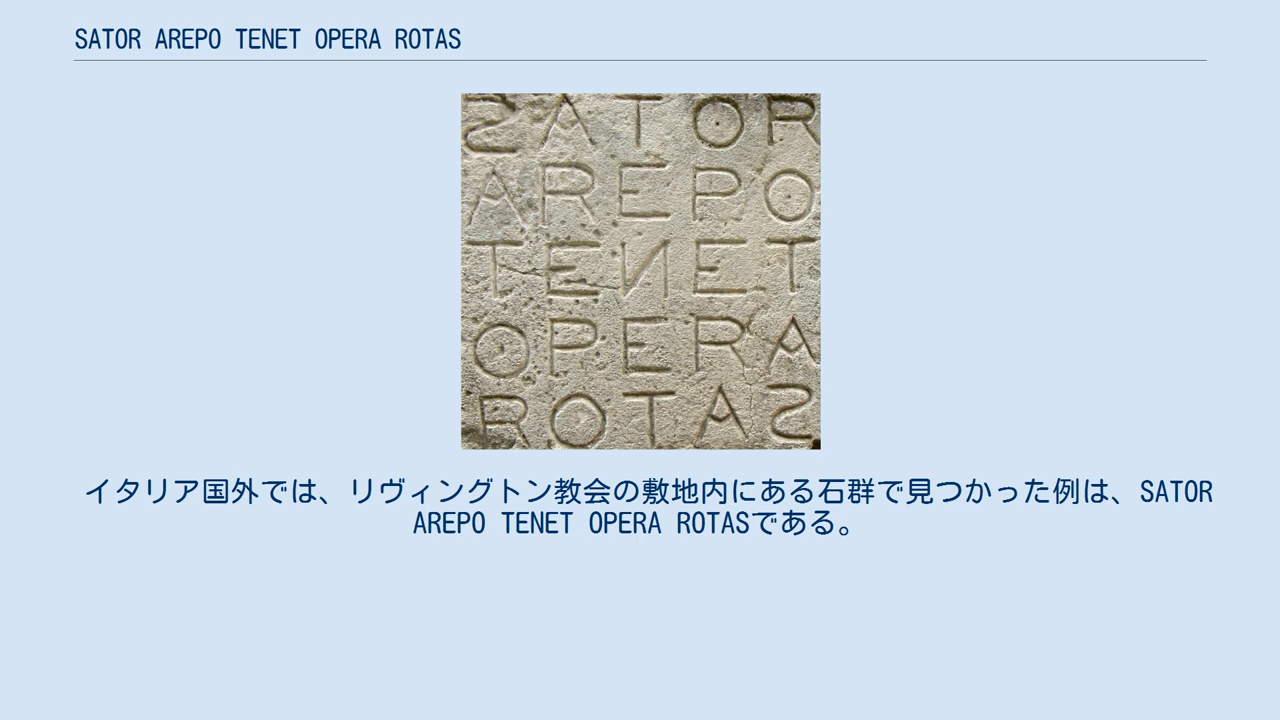 SATOR AREPO TENET OPERA ROTAS
SATOR
AREPO
TENET
OPERA
ROTAS
イタリア国外では、リヴィングトン教会の敷地内にある石群で見つかった例は、SATOR
AREPO TENET OPERA ROTASである。